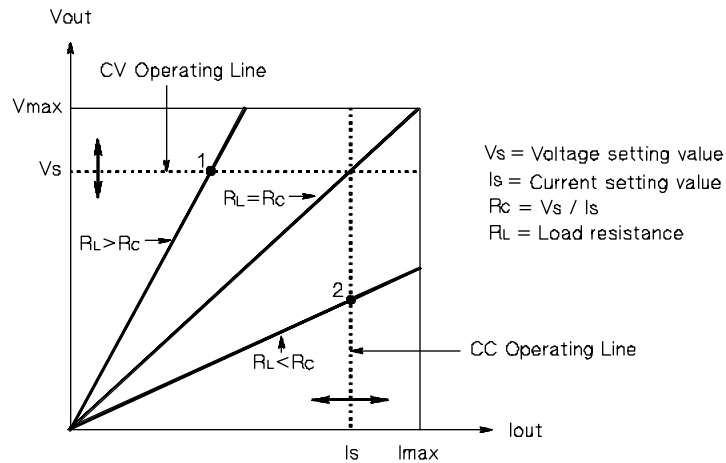 Vout
CV Operating Line
Vmax
Vs
1
RL=RC
RL>RC
2
RL<RC
CC Operating Line
Iout
Is
Imax
Vs = Voltage setting value
Is = Current setting value
RC = Vs / Is
RL = Load resistance